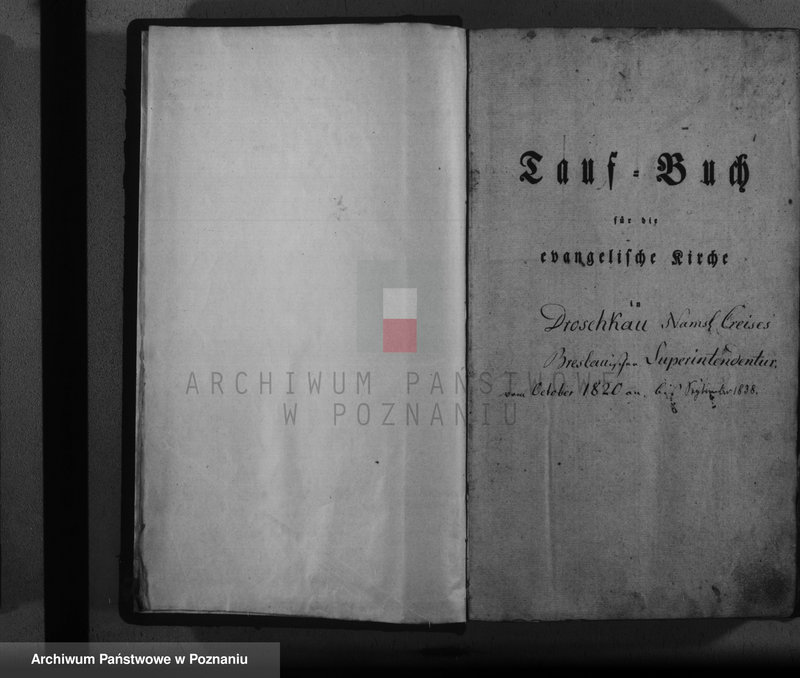 Tauf-Buch
für die
evangelische Kirche
in
Droschkau Namsl. Creises
Breslauischen Superintendentur.
vom October 1820 an. bis September 1838.
ARCHIWUM PAŃSTWOWE
W POZNANIU
Archiwum Państwowe w Poznaniu